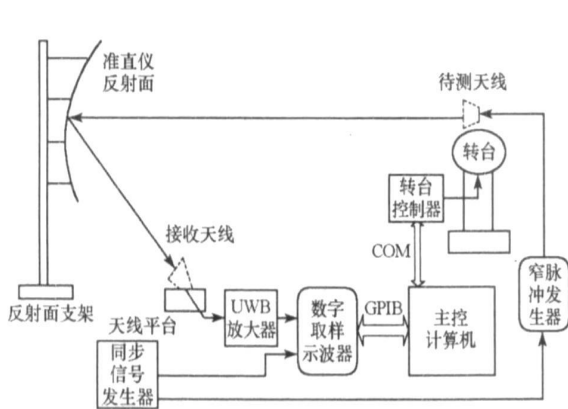 准直仪
反射面
待测天线
转台
转台
控制器
接收天线
COM
窄脉
冲发
生器
反射面支架
天线平台
UWB
放大器
数字
取样
示波器
GPIB
主控
计算机
同步
信号
发生器